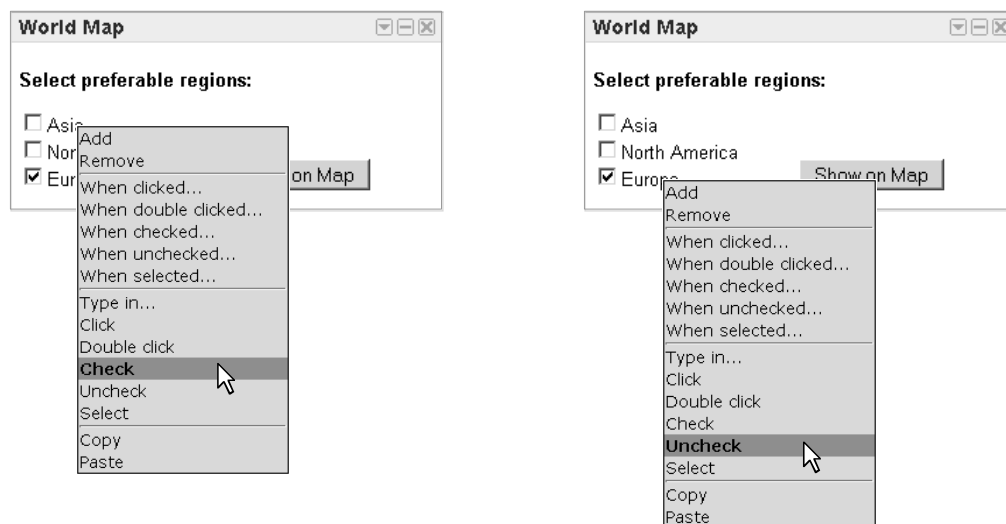 World Map
Select preferable regions:
Asia
Nor
Eur
on Map
Add
Remove
When clicked...
When double clicked...
When checked...
When unchecked...
When selected...
Type in...
Click
Double click
Check
Uncheck
Select
Copy
Paste
World Map
Select preferable regions:
Asia
North America
Europe
Show on Map
Add
Remove
When clicked...
When double clicked...
When checked...
When unchecked...
When selected...
Type in...
Click
Double click
Check
Uncheck
Select
Copy
Paste